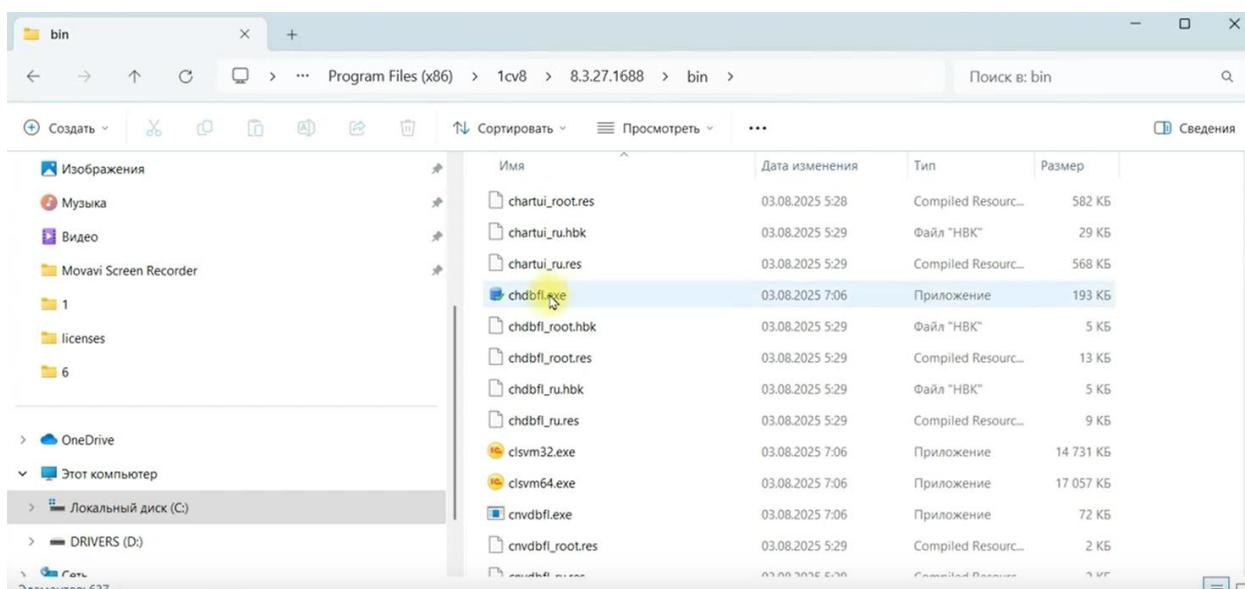 bin
Program Files (x86) > 1cv8 > 8.3.27.1688 > bin >
Поиск в: bin
Создать
Сортировать
Просмотреть
Сведения
Изображения
Музыка
Видео
Movavi Screen Recorder
1
licenses
6
OneDrive
Этот компьютер
Локальный диск (C:)
DRIVERS (D:)
Сеть
Имя Дата изменения Тип Размер
chartui_root.res 03.08.2025 5:28 Compiled Resourc... 582 КБ
chartui_ru.hbk 03.08.2025 5:29 Файл "HBK" 29 КБ
chartui_ru.res 03.08.2025 5:29 Compiled Resourc... 568 КБ
chdbfl.exe 03.08.2025 7:06 Приложение 193 КБ
chdbfl_root.hbk 03.08.2025 5:29 Файл "HBK" 5 КБ
chdbfl_root.res 03.08.2025 5:29 Compiled Resourc... 13 КБ
chdbfl_ru.hbk 03.08.2025 5:29 Файл "HBK" 5 КБ
chdbfl_ru.res 03.08.2025 5:29 Compiled Resourc... 9 КБ
clsvm32.exe 03.08.2025 7:06 Приложение 14 731 КБ
clsvm64.exe 03.08.2025 7:06 Приложение 17 057 КБ
cnvdbfl.exe 03.08.2025 7:06 Приложение 72 КБ
cnvdbfl_root.res 03.08.2025 5:29 Compiled Resourc... 2 КБ